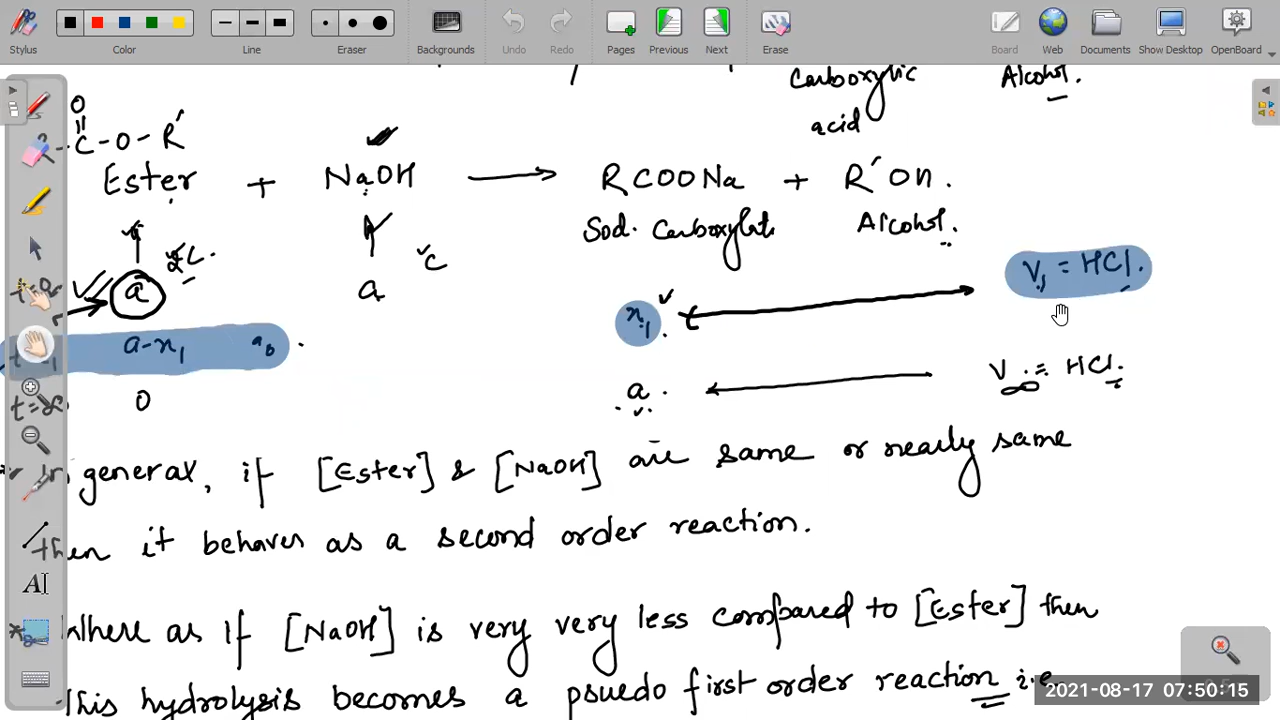 Stylus Color Line Eraser Backgrounds Undo Redo Pages Previous Next Erase Board Web Documents Show Desktop OpenBoard
Carboxylic acid Alcohol.
O
C - O - R'
Ester + NaOH → RCOONa + R'OH.
Sod. Carboxylate Alcohol.
a C. a C
V1 = HCl.
x1
a-x1
0 a V∞ = HCl.
general, if [Ester] & [NaOH] are same or nearly same
then it behaves as a second order reaction.
* Where as if [NaOH] is very very less compared to [Ester] then
This hydrolysis becomes a psuedo first order reaction i.e
AI
2021-08-17 07:50:15